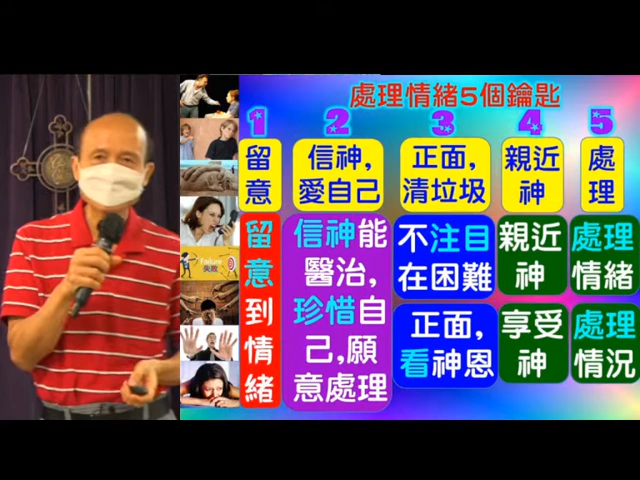 處理情緒5個鑰匙
1 2 3 4 5
留意
信神,
愛自己
正面,
清垃圾
親近
神
處理
留意到情緒
信神能
醫治,
珍惜自
己,願
意處理
不注目
在困難
親近
神
處理
情緒
正面,
看神恩
享受
神
處理
情況
Failure
失敗